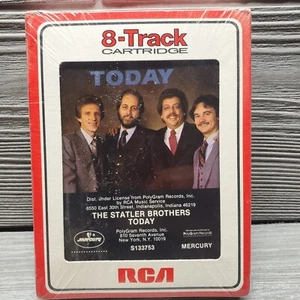 8-Track
CARTRIDGE
TODAY
Dist. under License from PolyGram Records, Inc.
by RCA Music Service
6550 East 30th Street, Indianapolis, Indiana 46219
THE STATLER BROTHERS
TODAY
PolyGram Records, Inc.
810 Seventh Avenue
New York, N.Y. 10019
mercury
S133753
MERCURY
RCA